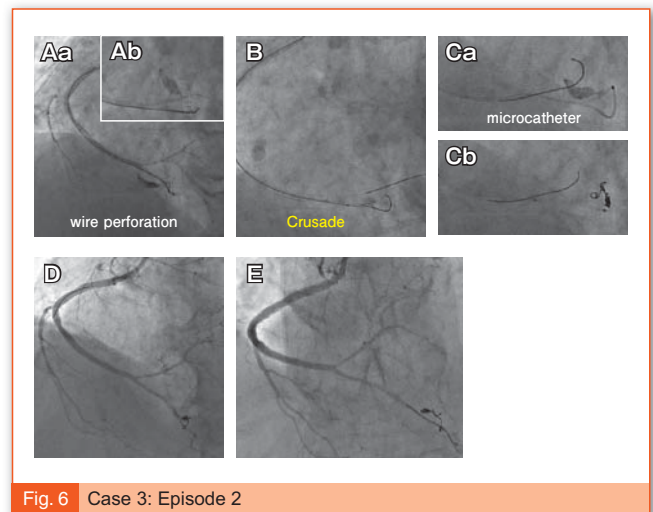 Aa
Ab
wire perforation
B
Crusade
Ca
microcatheter
Cb
D
E
Fig. 6 Case 3: Episode 2